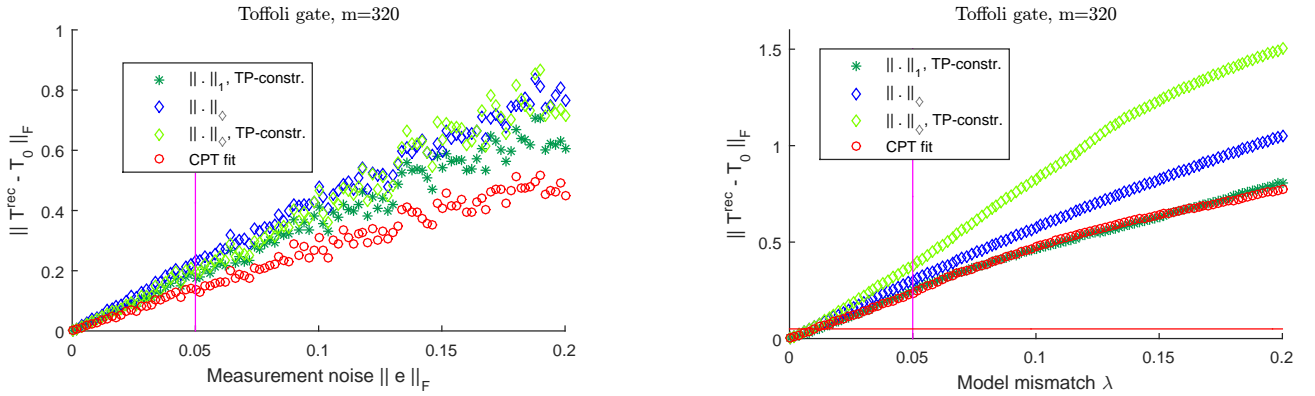 Toffoli gate, m=320
1
0.8
0.6
0.4
0.2
0
|| T^rec - T_0 ||_F
|| . ||_1, TP-constr.
|| . ||_◇
|| . ||_◇, TP-constr.
CPT fit
0 0.05 0.1 0.15 0.2
Measurement noise || e ||_F
Toffoli gate, m=320
1.5
1
0.5
0
|| T^rec - T_0 ||_F
|| . ||_1, TP-constr.
|| . ||_◇
|| . ||_◇, TP-constr.
CPT fit
0 0.05 0.1 0.15 0.2
Model mismatch λ